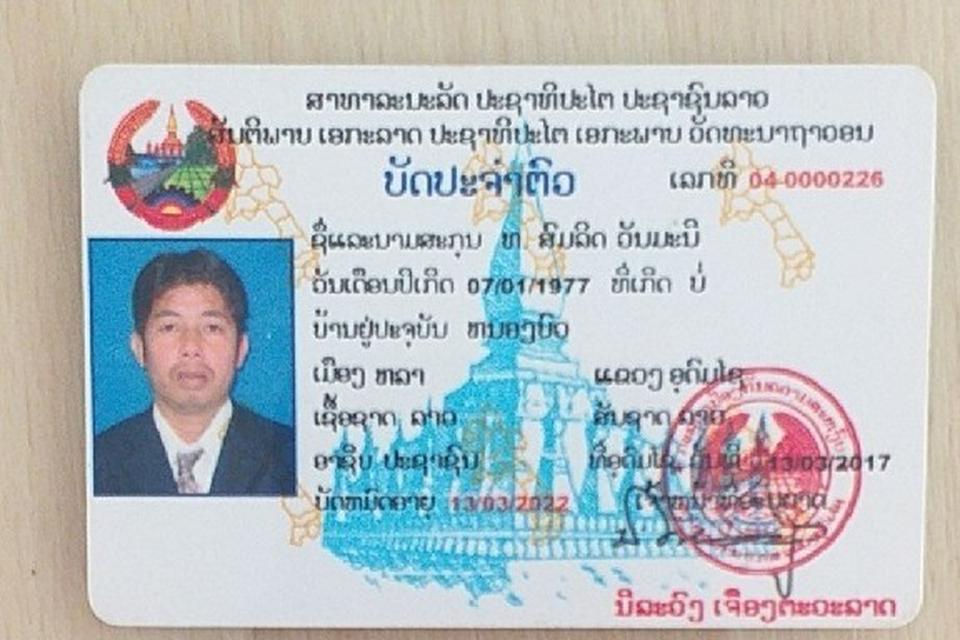 ສາທາລະນະລັດ ປະຊາທິປະໄຕ ປະຊາຊົນລາວ
ສັນຕິພາບ ເອກະລາດ ປະຊາທິປະໄຕ ເອກະພາບ ວັດທະນາຖາວອນ
ບັດປະຈຳຕົວ ເລກທີ 04-0000226
ຊື່ແລະນາມສະກຸນ ທ ສົມລິດ ວັນມະນີ
ວັນເດືອນປີເກີດ 07/01/1977 ທີ່ເກີດ ບໍ່
ບ້ານຢູ່ປະຈຸບັນ ຫນອງບົວ
ເມືອງ ຫລາ ແຂວງ ອຸດົມໄຊ
ເຊື້ອຊາດ ລາວ ສັນຊາດ ລາວ
ອາຊີບ ປະຊາຊົນ ທີ່ອຸດົມໄຊ ວັນທີ 13/03/2017
ບັດຫມົດອາຍຸ 13/03/2022
ນິລະວົງ ເຈືອງຕະວະລາດ